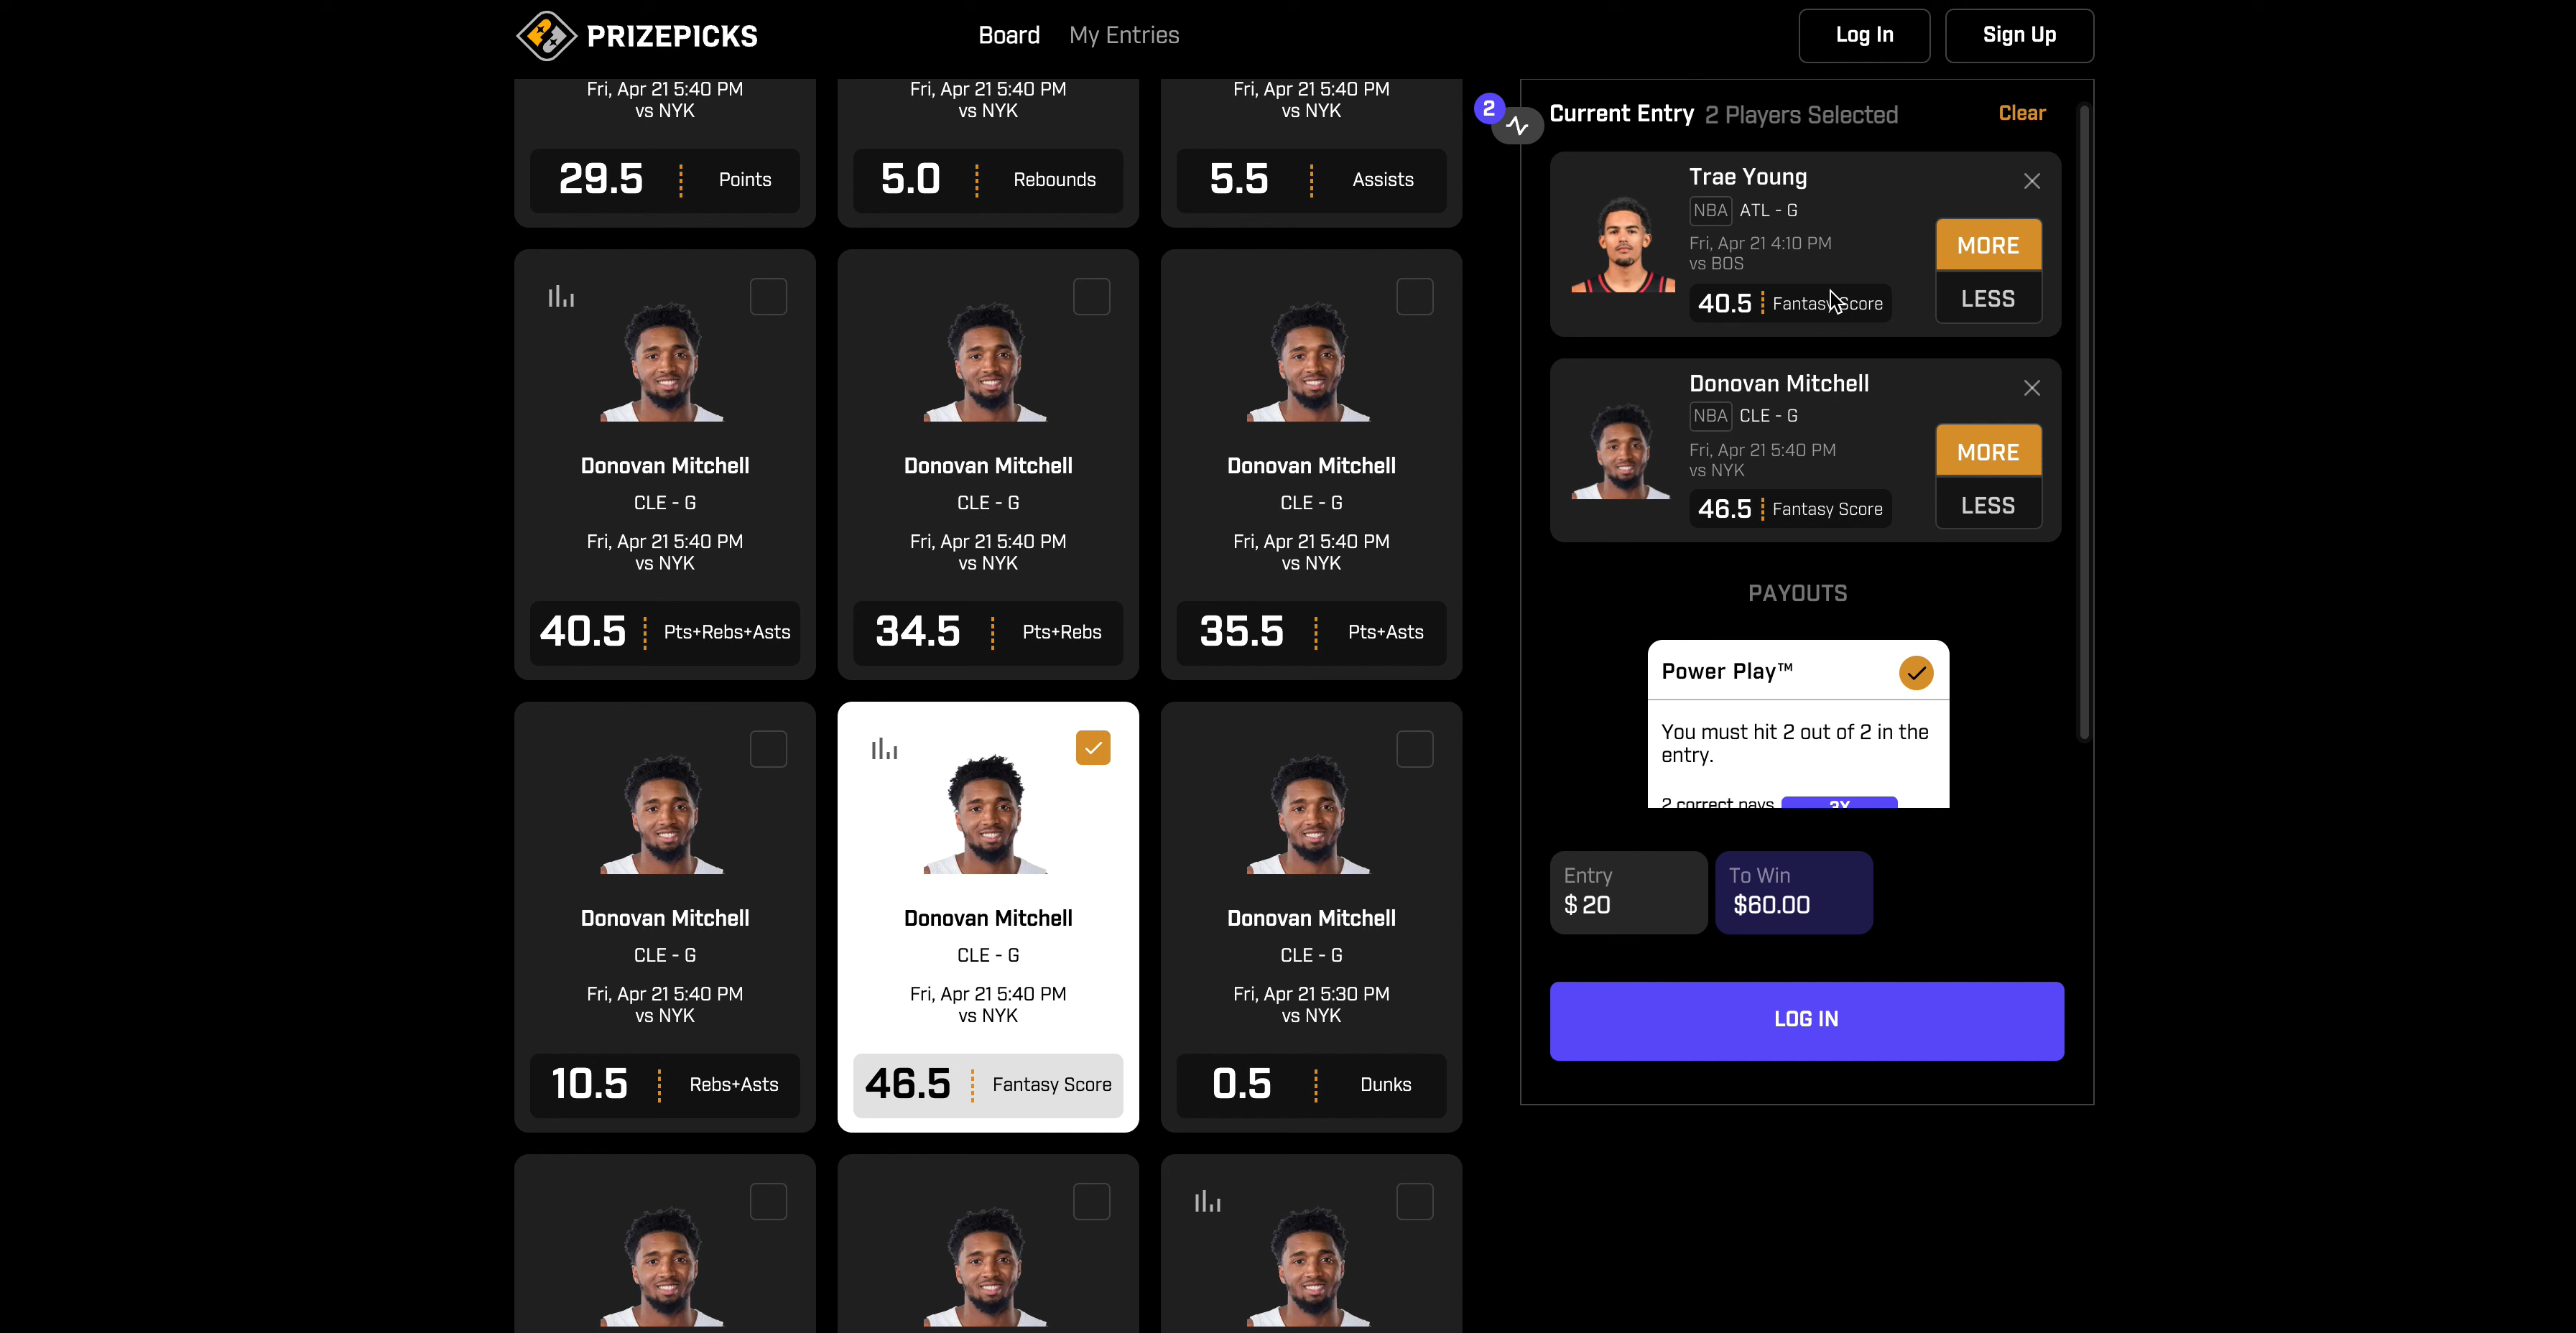 PRIZEPICKS
Board
My Entries
Log In
Sign Up
Fri, Apr 21 5:40 PM
vs NYK
29.5
Points
Fri, Apr 21 5:40 PM
vs NYK
5.0
Rebounds
Fri, Apr 21 5:40 PM
vs NYK
5.5
Assists
Donovan Mitchell
CLE - G
Fri, Apr 21 5:40 PM
vs NYK
40.5
Pts+Rebs+Asts
Donovan Mitchell
CLE - G
Fri, Apr 21 5:40 PM
vs NYK
34.5
Pts+Rebs
Donovan Mitchell
CLE - G
Fri, Apr 21 5:40 PM
vs NYK
35.5
Pts+Asts
Donovan Mitchell
CLE - G
Fri, Apr 21 5:40 PM
vs NYK
10.5
Rebs+Asts
Donovan Mitchell
CLE - G
Fri, Apr 21 5:40 PM
vs NYK
46.5
Fantasy Score
Donovan Mitchell
CLE - G
Fri, Apr 21 5:30 PM
vs NYK
0.5
Dunks
2
Current Entry 2 Players Selected
Clear
Trae Young
NBA ATL - G
Fri, Apr 21 4:10 PM
vs BOS
40.5 Fantasy Score
MORE
LESS
Donovan Mitchell
NBA CLE - G
Fri, Apr 21 5:40 PM
vs NYK
46.5 Fantasy Score
MORE
LESS
PAYOUTS
Power Play™
You must hit 2 out of 2 in the
entry.
2 correct pays 3X
Entry
$ 20
To Win
$60.00
LOG IN